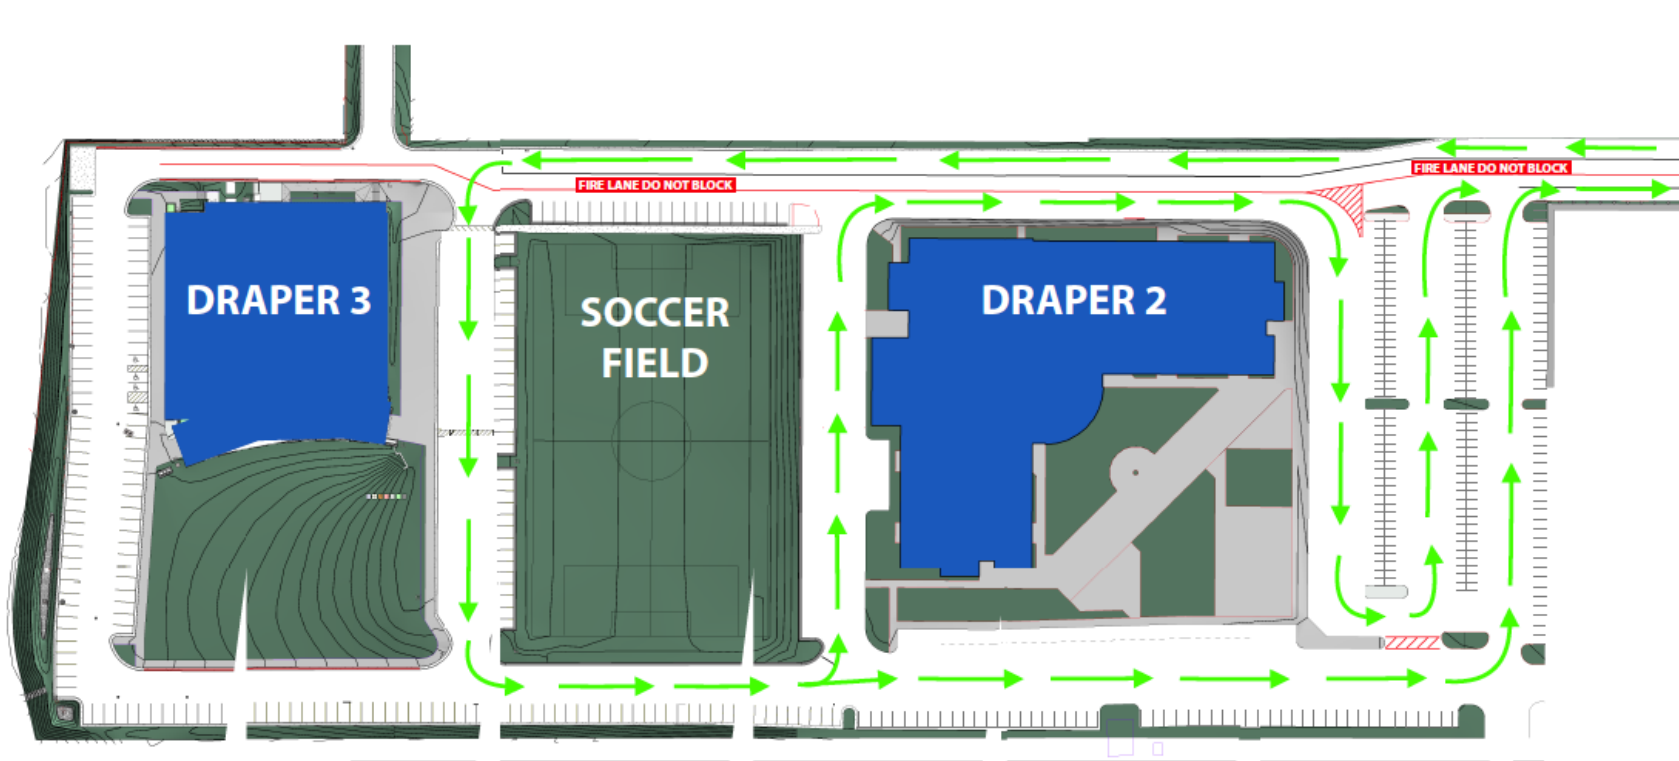 FIRE LANE DO NOT BLOCK
FIRE LANE DO NOT BLOCK
DRAPER 3
SOCCER
FIELD
DRAPER 2